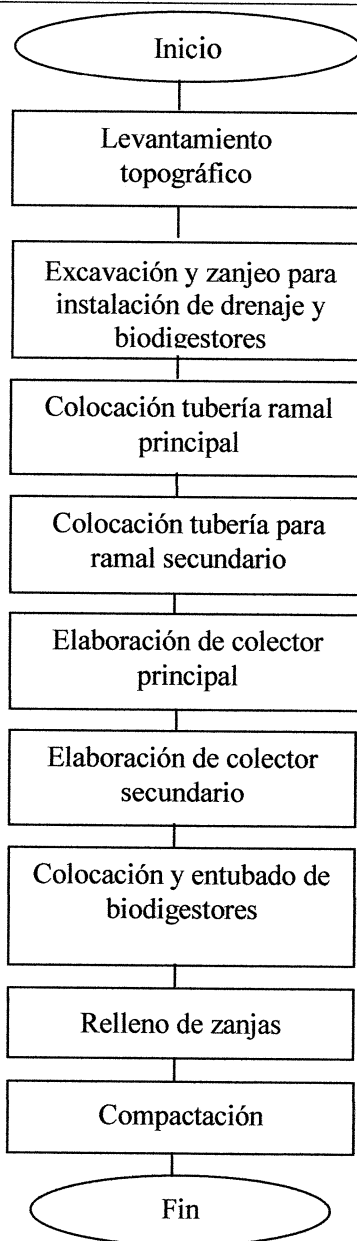 Inicio
Levantamiento
topográfico
Excavación y zanjeo para
instalación de drenaje y
biodigestores
Colocación tubería ramal
principal
Colocación tubería para
ramal secundario
Elaboración de colector
principal
Elaboración de colector
secundario
Colocación y entubado de
biodigestores
Relleno de zanjas
Compactación
Fin